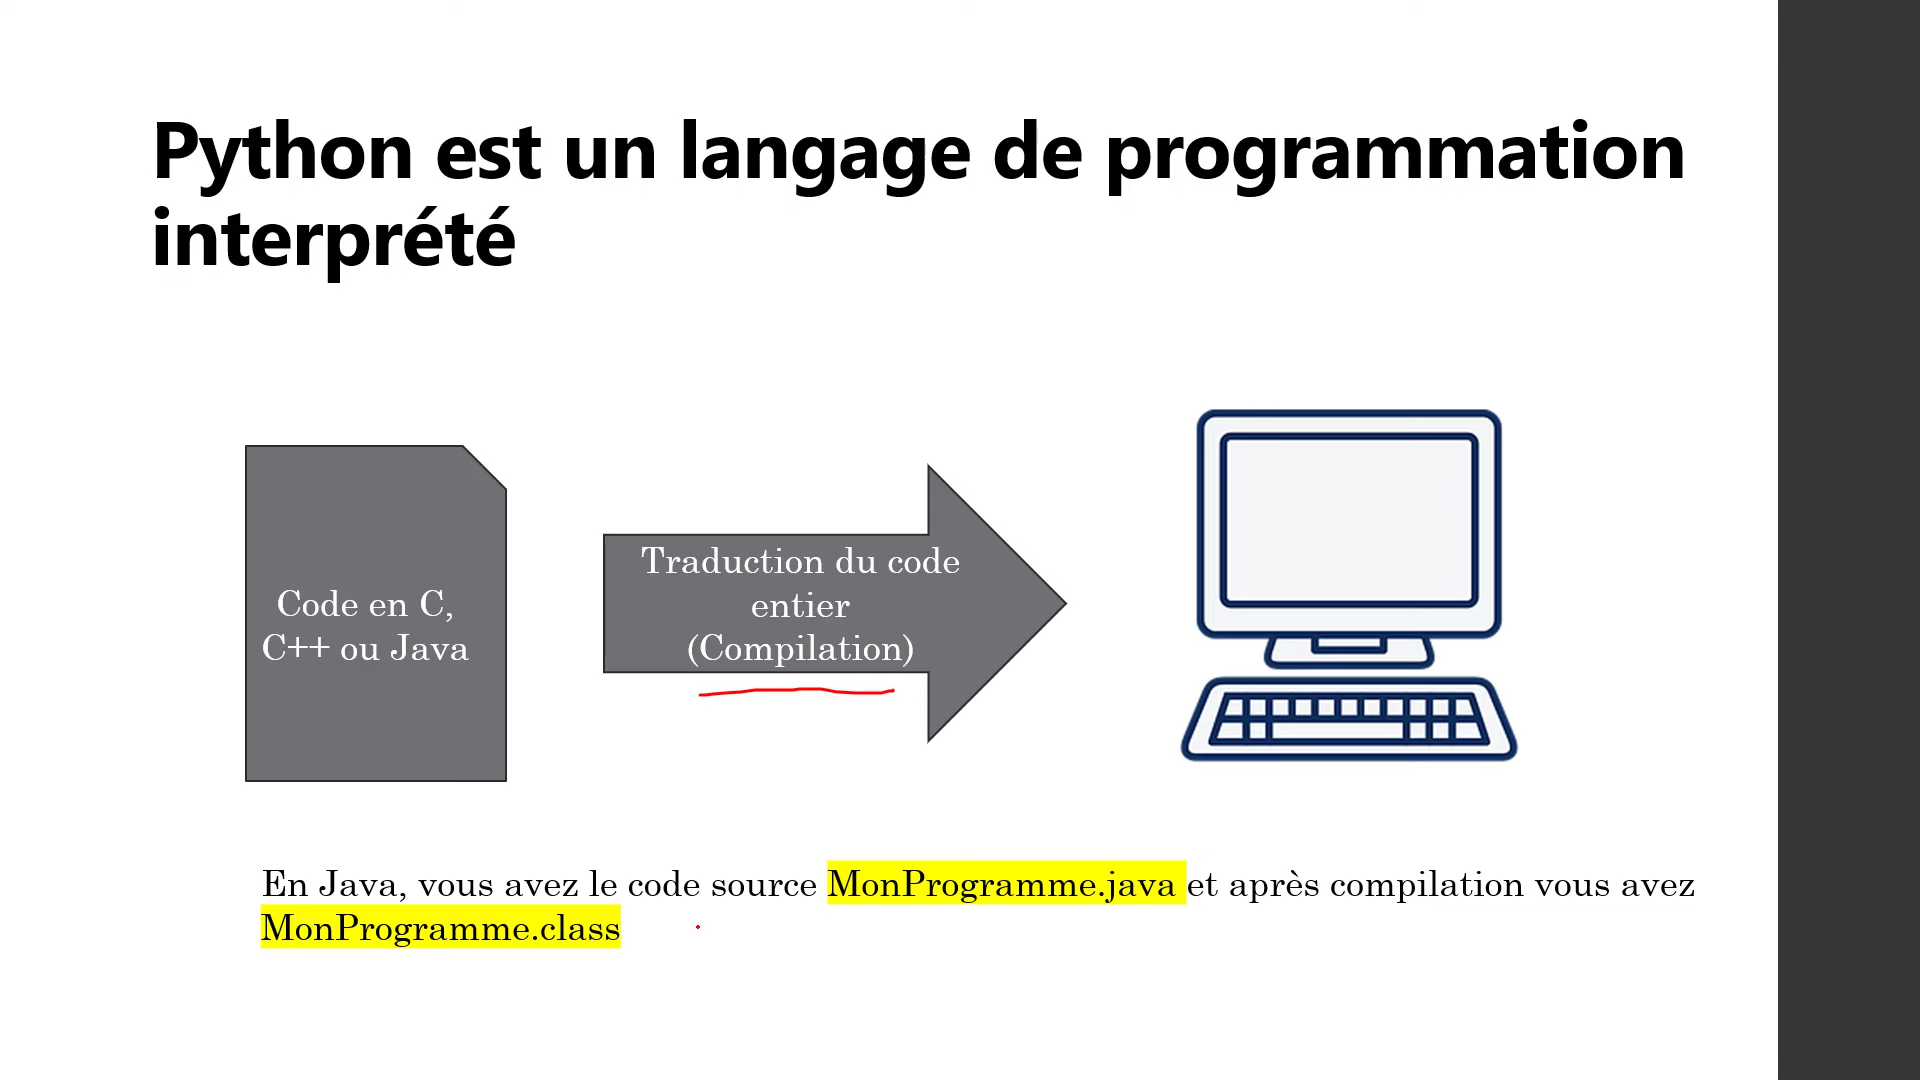 Python est un langage de programmation
interprété
Code en C,
C++ ou Java
Traduction du code
entier
(Compilation)
En Java, vous avez le code source MonProgramme.java et après compilation vous avez
MonProgramme.class